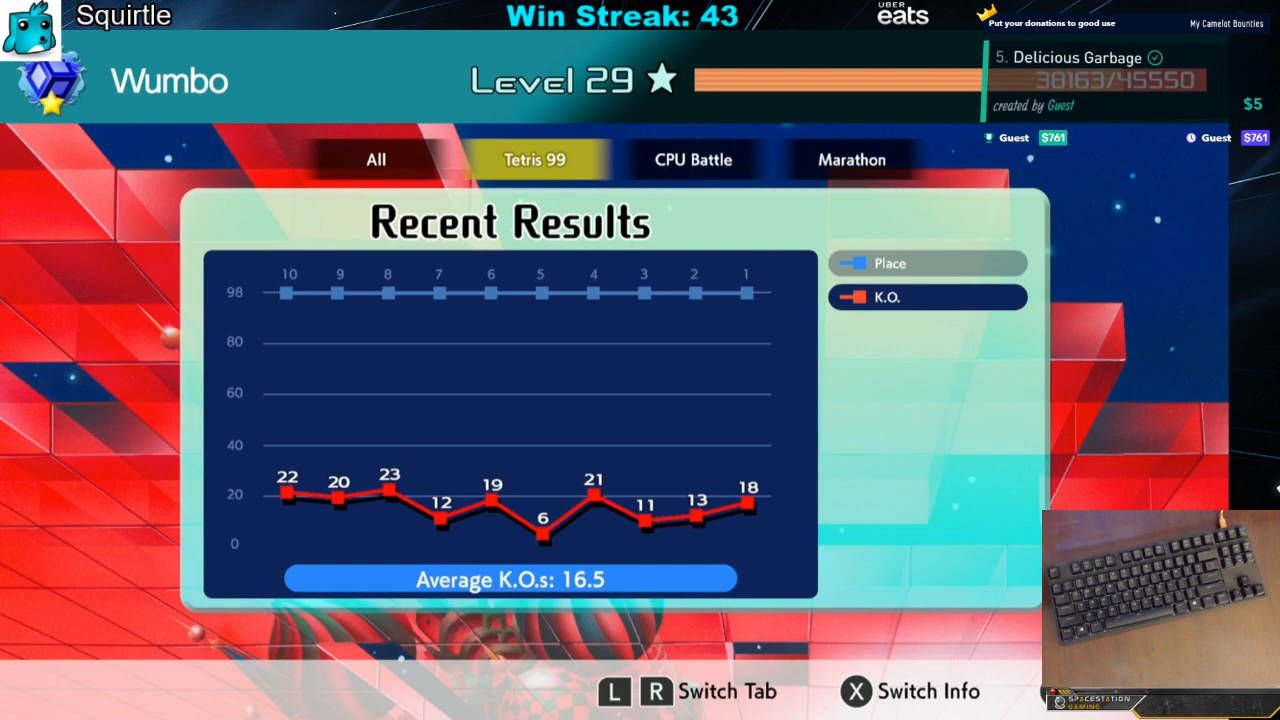 Squirtle
Win Streak: 43
UBER
eats
Put your donations to good use
My Camelot Bounties
Wumbo
Level 29
38163/45550
5. Delicious Garbage
created by Guest
$5
Guest $761
Guest $761
All
Tetris 99
CPU Battle
Marathon
Recent Results
10 9 8 7 6 5 4 3 2 1
98
80
60
40
20
0
22 20 23 12 19 6 21 11 13 18
Average K.O.s: 16.5
Place
K.O.
L R Switch Tab
X Switch Info
SPACESTATION
GAMING